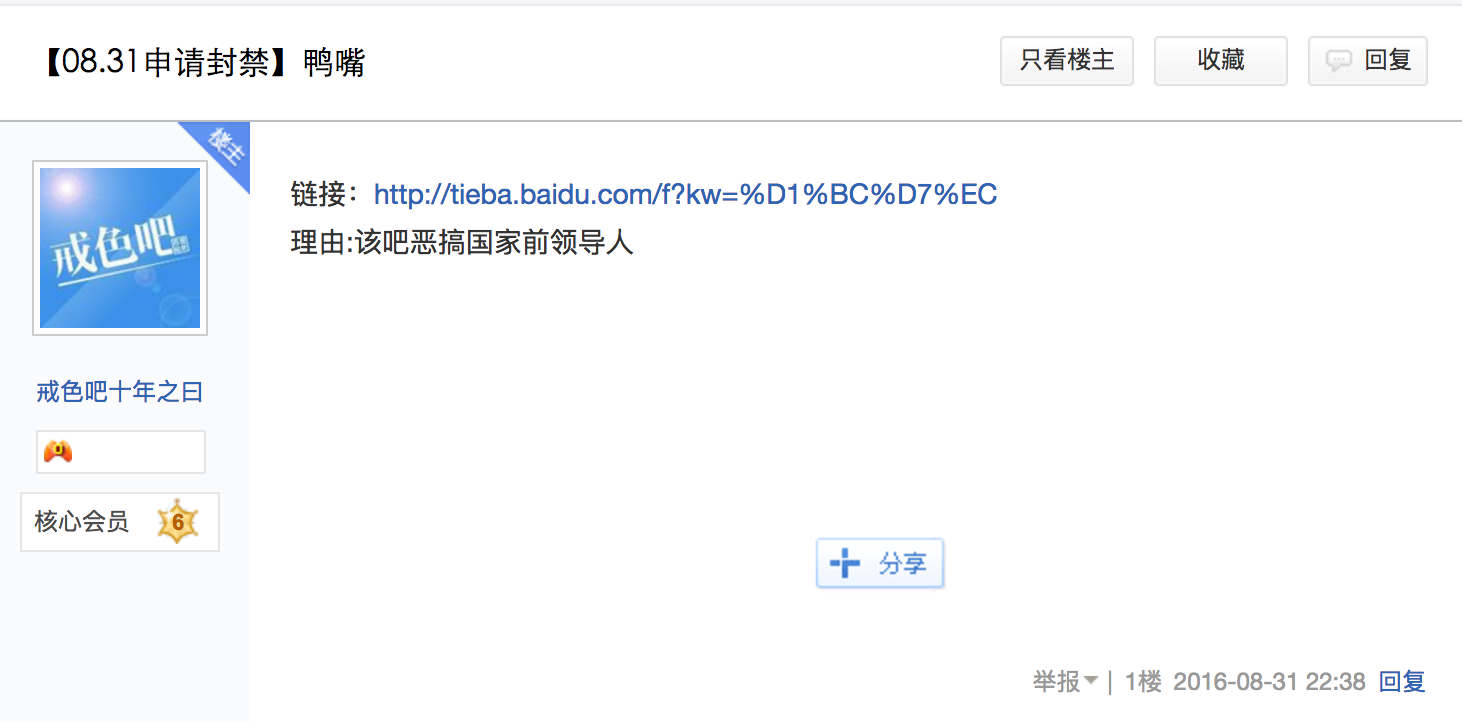 【08.31申请封禁】鸭嘴
只看楼主
收藏
回复
楼主
戒色吧
链接：http://tieba.baidu.com/f?kw=%D1%BC%D7%EC
理由:该吧恶搞国家前领导人
戒色吧十年之曰
核心会员 6
分享
举报 | 1楼 2016-08-31 22:38 回复